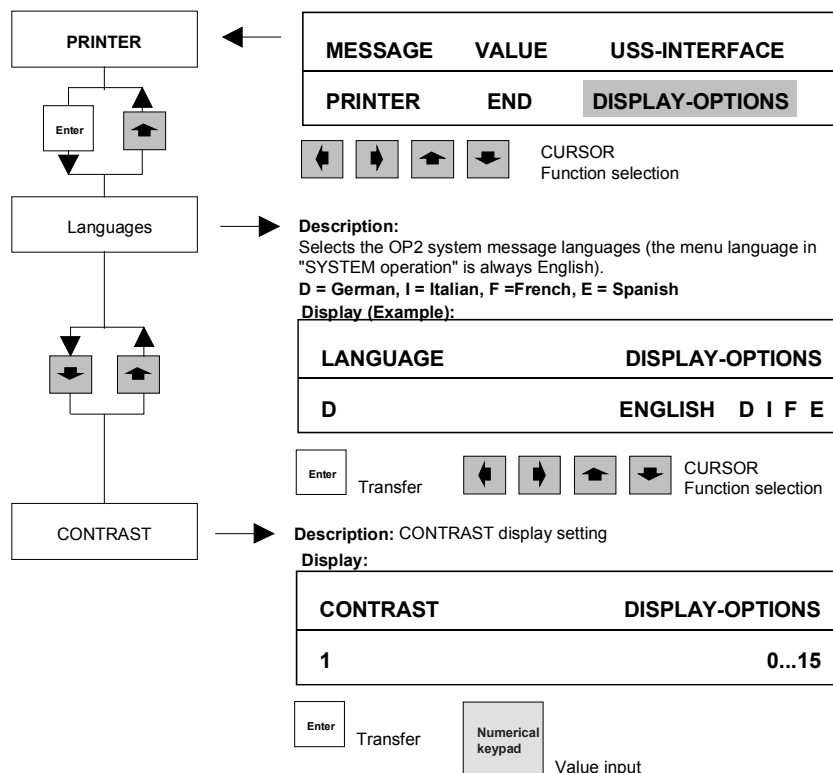 PRINTER
MESSAGE VALUE USS-INTERFACE
PRINTER END DISPLAY-OPTIONS
Enter
CURSOR
Function selection
Languages
Description:
Selects the OP2 system message languages (the menu language in
"SYSTEM operation" is always English).
D = German, I = Italian, F =French, E = Spanish
Display (Example):
LANGUAGE DISPLAY-OPTIONS
D ENGLISH D I F E
Enter
Transfer
CURSOR
Function selection
CONTRAST
Description: CONTRAST display setting
Display:
CONTRAST DISPLAY-OPTIONS
1 0...15
Enter
Transfer
Numerical
keypad
Value input